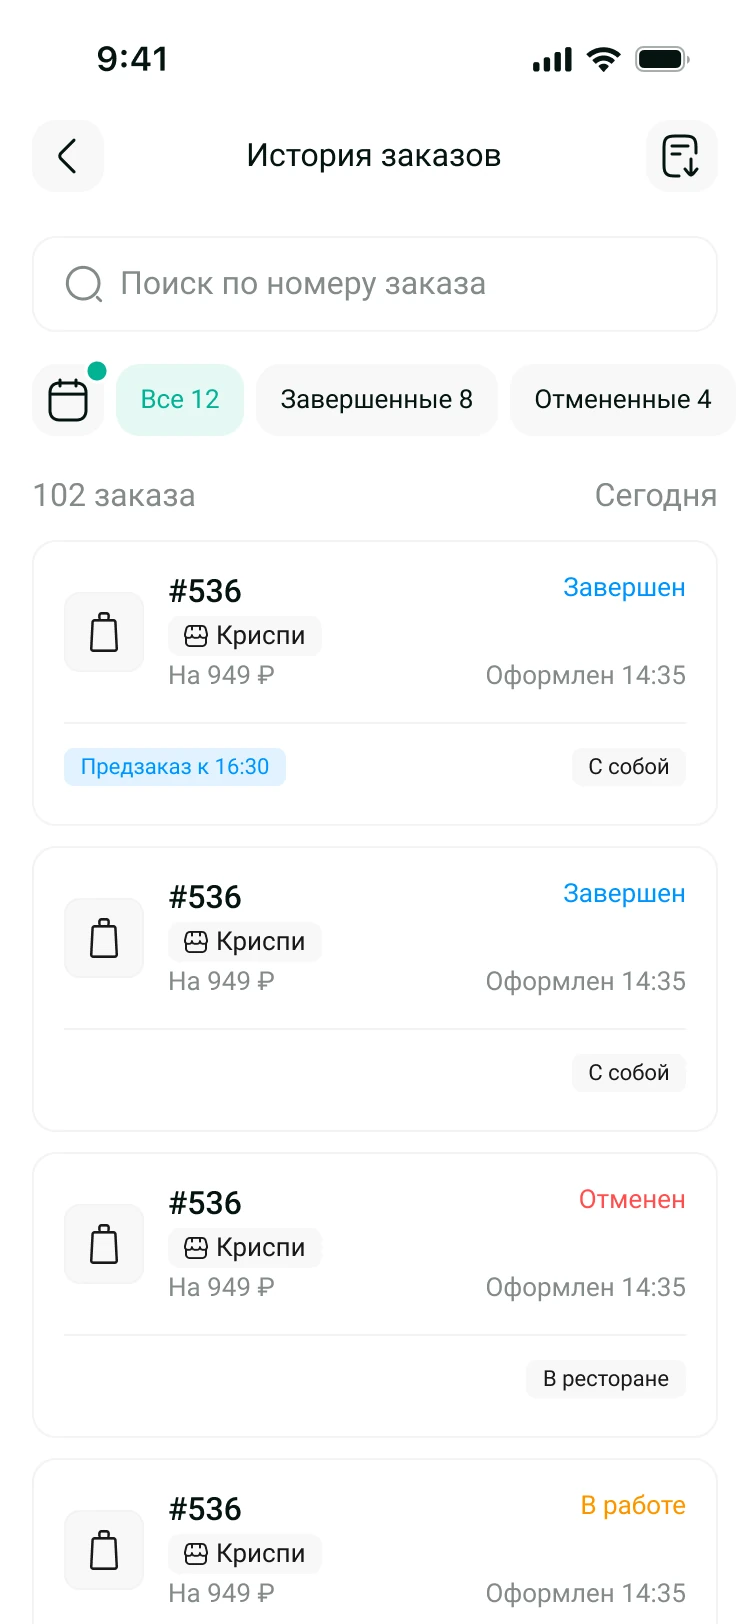 9:41
История заказов
Поиск по номеру заказа
Все 12 Завершенные 8 Отмененные 4
102 заказа Сегодня
#536 Завершен
Криспи
На 949 ₽ Оформлен 14:35
Предзаказ к 16:30 С собой
#536 Завершен
Криспи
На 949 ₽ Оформлен 14:35
С собой
#536 Отменен
Криспи
На 949 ₽ Оформлен 14:35
В ресторане
#536 В работе
Криспи
На 949 ₽ Оформлен 14:35